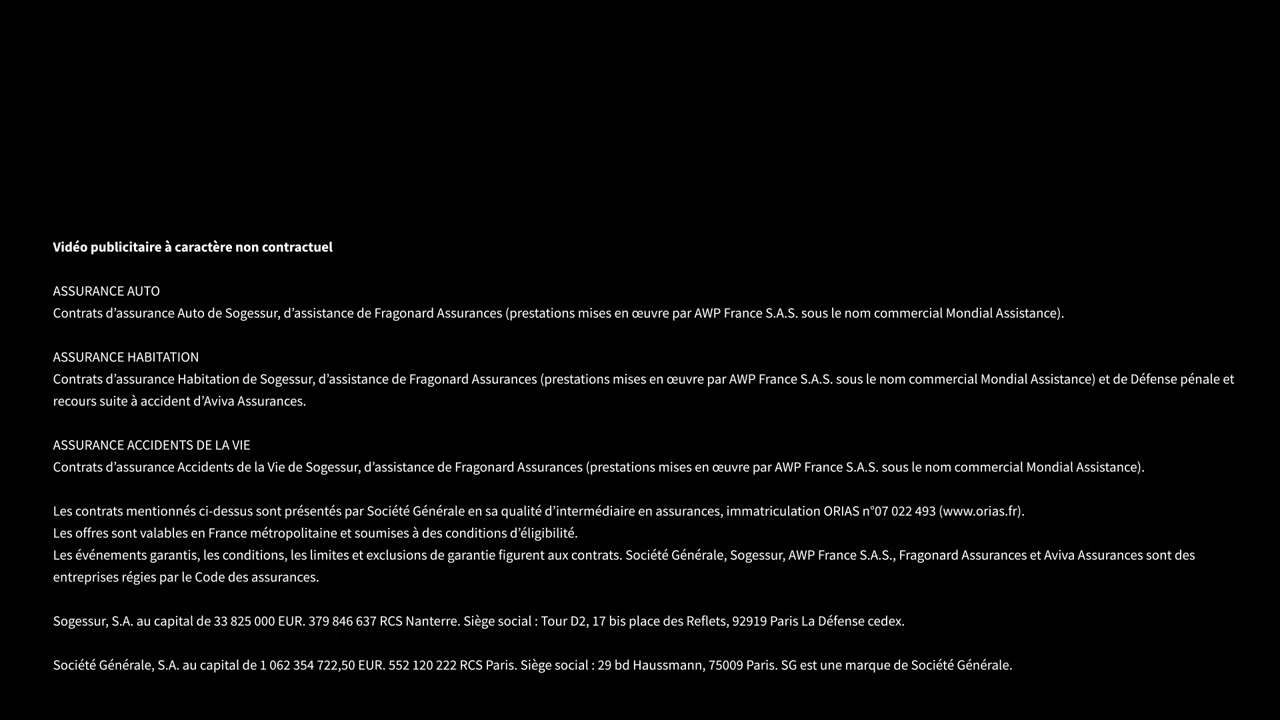 Vidéo publicitaire à caractère non contractuel
ASSURANCE AUTO
Contrats d’assurance Auto de Sogessur, d’assistance de Fragonard Assurances (prestations mises en œuvre par AWP France S.A.S. sous le nom commercial Mondial Assistance).
ASSURANCE HABITATION
Contrats d’assurance Habitation de Sogessur, d’assistance de Fragonard Assurances (prestations mises en œuvre par AWP France S.A.S. sous le nom commercial Mondial Assistance) et de Défense pénale et
recours suite à accident d’Aviva Assurances.
ASSURANCE ACCIDENTS DE LA VIE
Contrats d’assurance Accidents de la Vie de Sogessur, d’assistance de Fragonard Assurances (prestations mises en œuvre par AWP France S.A.S. sous le nom commercial Mondial Assistance).
Les contrats mentionnés ci-dessus sont présentés par Société Générale en sa qualité d’intermédiaire en assurances, immatriculation ORIAS n°07 022 493 (www.orias.fr).
Les offres sont valables en France métropolitaine et soumises à des conditions d’éligibilité.
Les événements garantis, les conditions, les limites et exclusions de garantie figurent aux contrats. Société Générale, Sogessur, AWP France S.A.S., Fragonard Assurances et Aviva Assurances sont des
entreprises régies par le Code des assurances.
Sogessur, S.A. au capital de 33 825 000 EUR. 379 846 637 RCS Nanterre. Siège social : Tour D2, 17 bis place des Reflets, 92919 Paris La Défense cedex.
Société Générale, S.A. au capital de 1 062 354 722,50 EUR. 552 120 222 RCS Paris. Siège social : 29 bd Haussmann, 75009 Paris. SG est une marque de Société Générale.